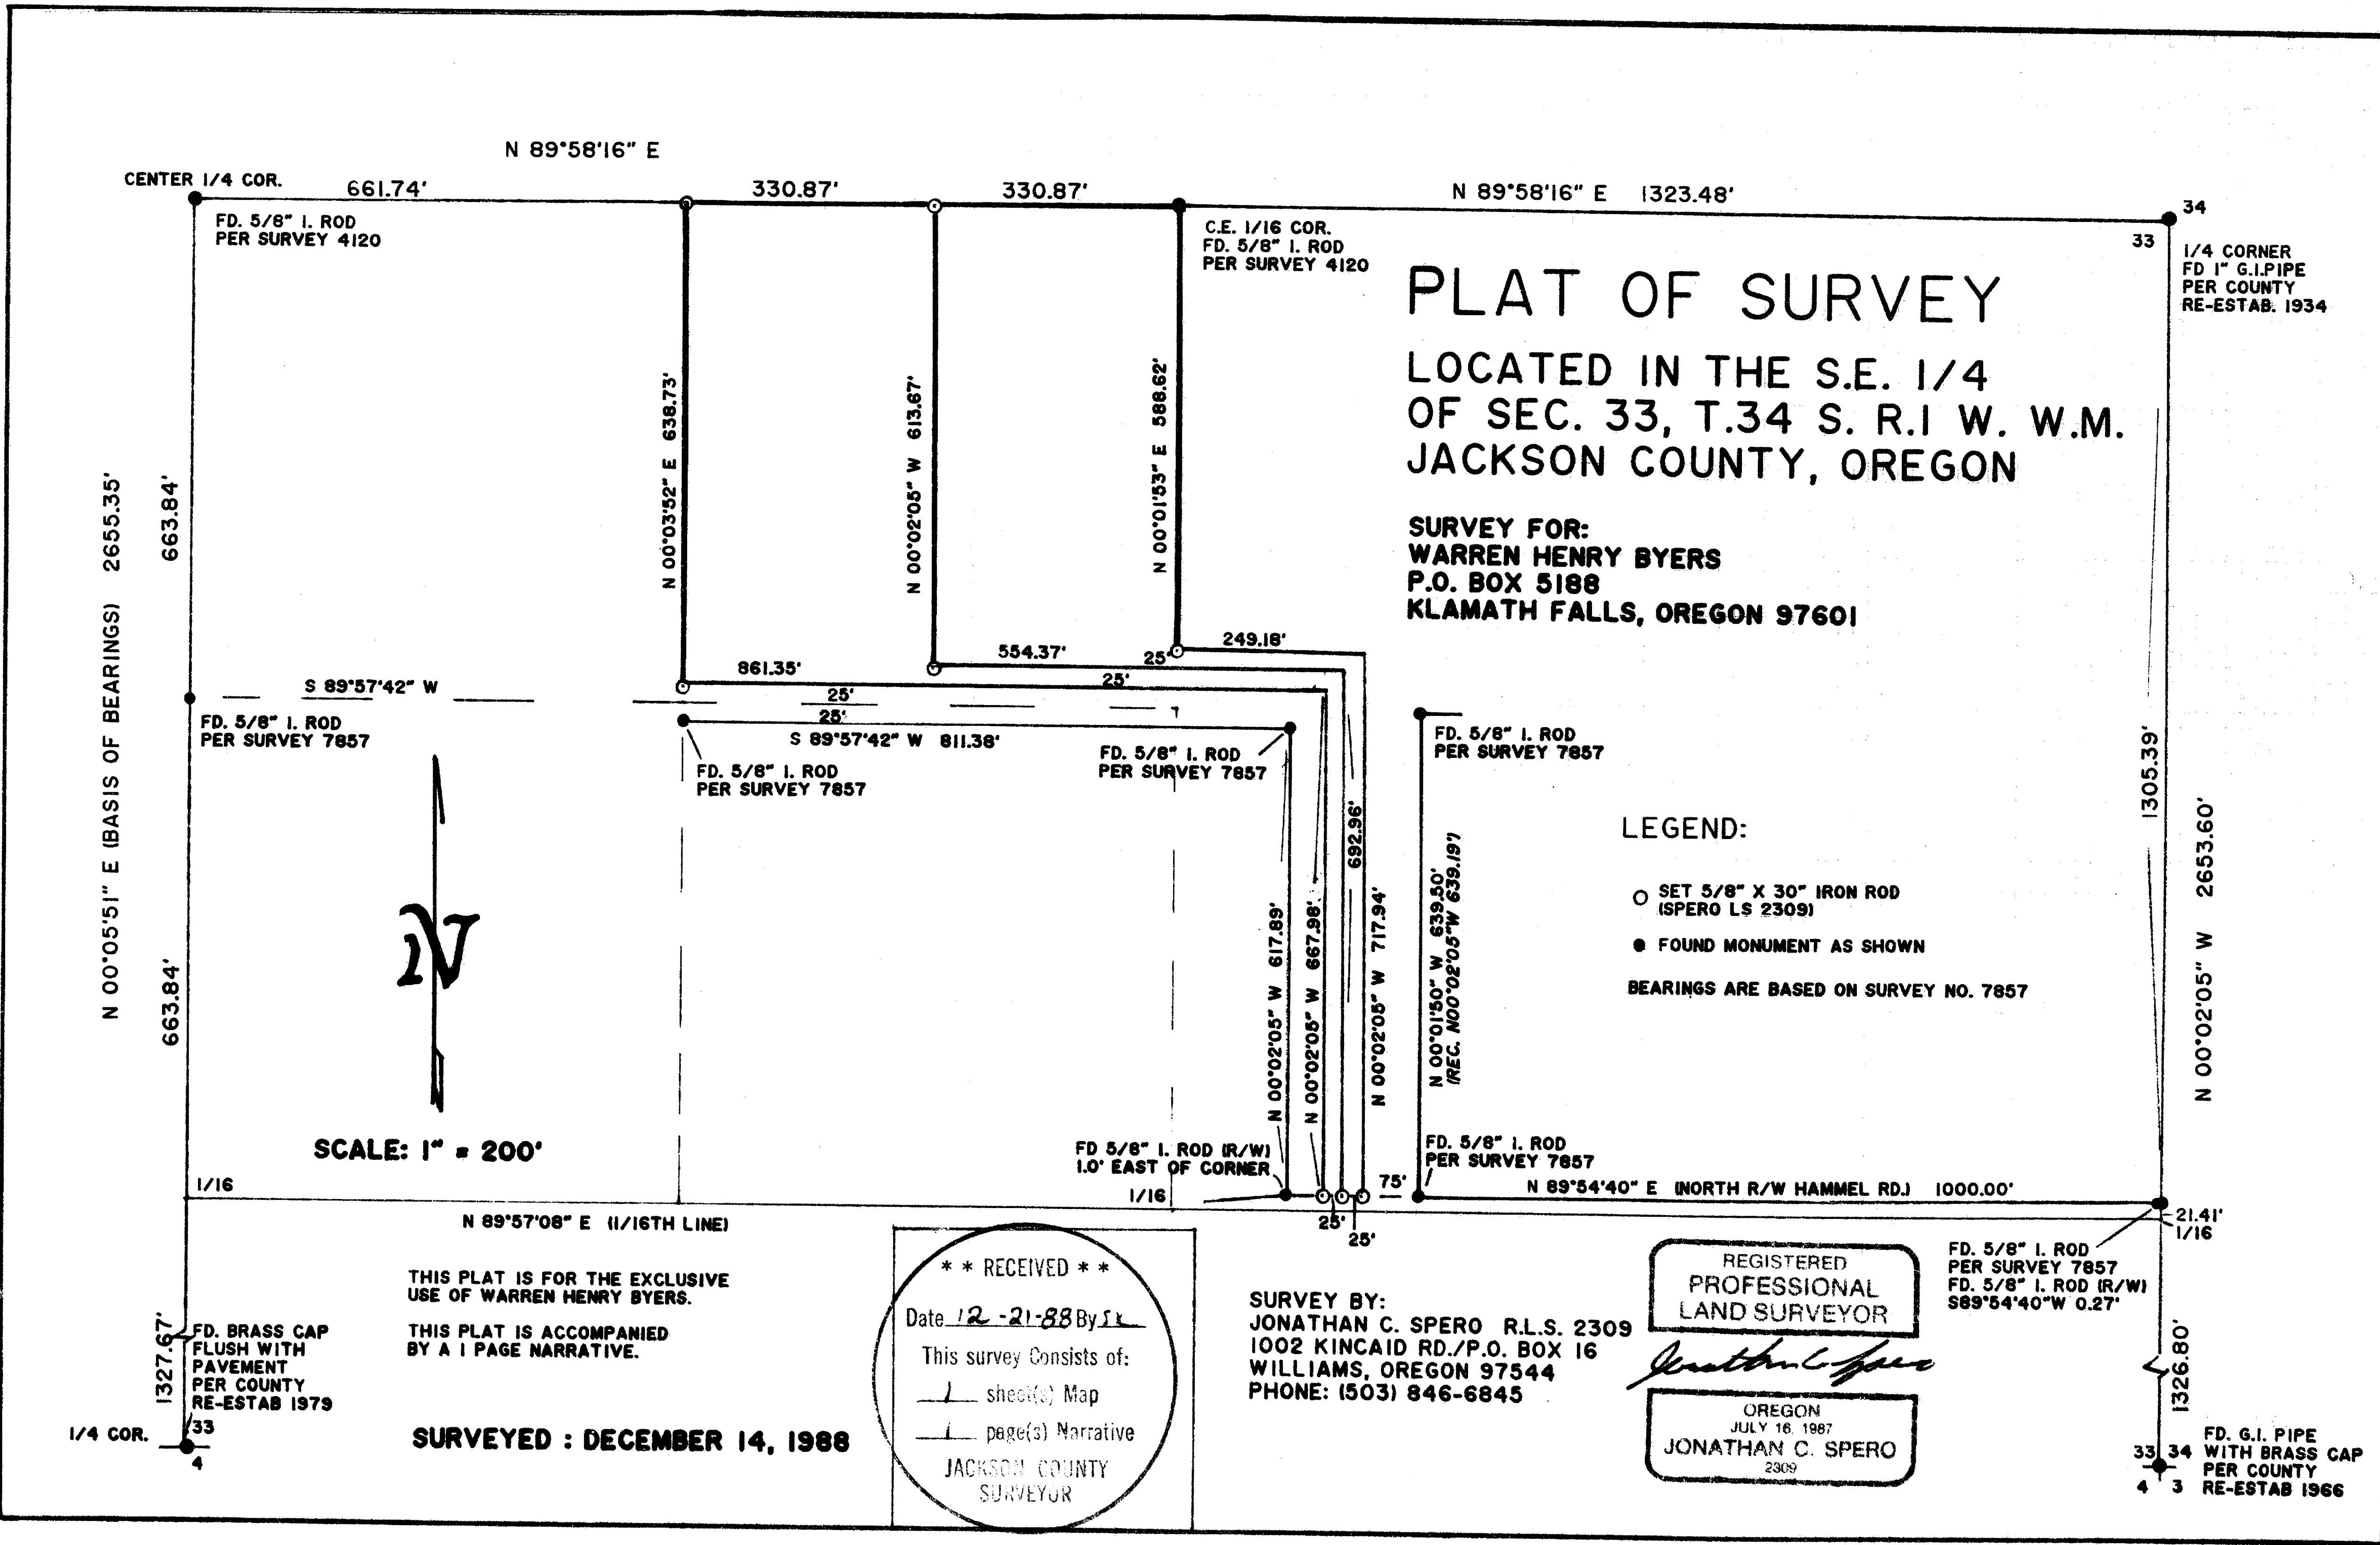 N 89°58'16" E
CENTER 1/4 COR.
661.74'
330.87'
330.87'
N 89°58'16" E 1323.48'
34
33
FD. 5/8" I. ROD
PER SURVEY 4120
C.E. 1/16 COR.
FD. 5/8" I. ROD
PER SURVEY 4120
1/4 CORNER
FD 1" G.I.PIPE
PER COUNTY
RE-ESTAB. 1934
PLAT OF SURVEY
LOCATED IN THE S.E. 1/4
OF SEC. 33, T.34 S. R.1 W. W.M.
JACKSON COUNTY, OREGON
SURVEY FOR:
WARREN HENRY BYERS
P.O. BOX 5188
KLAMATH FALLS, OREGON 97601
N 00°05'51" E (BASIS OF BEARINGS) 2655.35'
663.84'
N 00°03'52" E 638.73'
N 00°02'05" W 613.67'
N 00°01'53" E 588.62'
249.18'
554.37'
25'
861.35'
25'
25'
25'
S 89°57'42" W
S 89°57'42" W 811.38'
FD. 5/8" I. ROD
PER SURVEY 7857
FD. 5/8" I. ROD
PER SURVEY 7857
FD. 5/8" I. ROD
PER SURVEY 7857
FD. 5/8" I. ROD
PER SURVEY 7857
1305.39'
N 00°02'05" W 2653.60'
LEGEND:
SET 5/8" X 30" IRON ROD
(SPERO LS 2309)
FOUND MONUMENT AS SHOWN
BEARINGS ARE BASED ON SURVEY NO. 7857
N
663.84'
N 00°02'05" W 617.89'
N 00°02'05" W 667.98'
692.96'
N 00°02'05" W 717.94'
N 00°01'50" W 639.50'
(REC. N00°02'05"W 639.19')
SCALE: 1" = 200'
FD 5/8" I. ROD (R/W)
1.0' EAST OF CORNER
FD. 5/8" I. ROD
PER SURVEY 7857
1/16
1/16
75'
N 89°54'40" E (NORTH R/W HAMMEL RD.) 1000.00'
N 89°57'08" E (1/16TH LINE)
25'
25'
21.41'
1/16
FD. 5/8" I. ROD
PER SURVEY 7857
FD. 5/8" I. ROD (R/W)
S89°54'40"W 0.27'
THIS PLAT IS FOR THE EXCLUSIVE
USE OF WARREN HENRY BYERS.
THIS PLAT IS ACCOMPANIED
BY A 1 PAGE NARRATIVE.
SURVEYED : DECEMBER 14, 1988
1327.67'
FD. BRASS CAP
FLUSH WITH
PAVEMENT
PER COUNTY
RE-ESTAB 1979
1/4 COR.
33
4
* * RECEIVED * *
Date 12-21-88 By SK
This survey Consists of:
1 sheet(s) Map
1 page(s) Narrative
JACKSON COUNTY
SURVEYOR
SURVEY BY:
JONATHAN C. SPERO R.L.S. 2309
1002 KINCAID RD./P.O. BOX 16
WILLIAMS, OREGON 97544
PHONE: (503) 846-6845
REGISTERED
PROFESSIONAL
LAND SURVEYOR
Jonathan C Spero
OREGON
JULY 16, 1987
JONATHAN C. SPERO
2309
1326.80'
33 34
4 3
FD. G.I. PIPE
WITH BRASS CAP
PER COUNTY
RE-ESTAB 1966